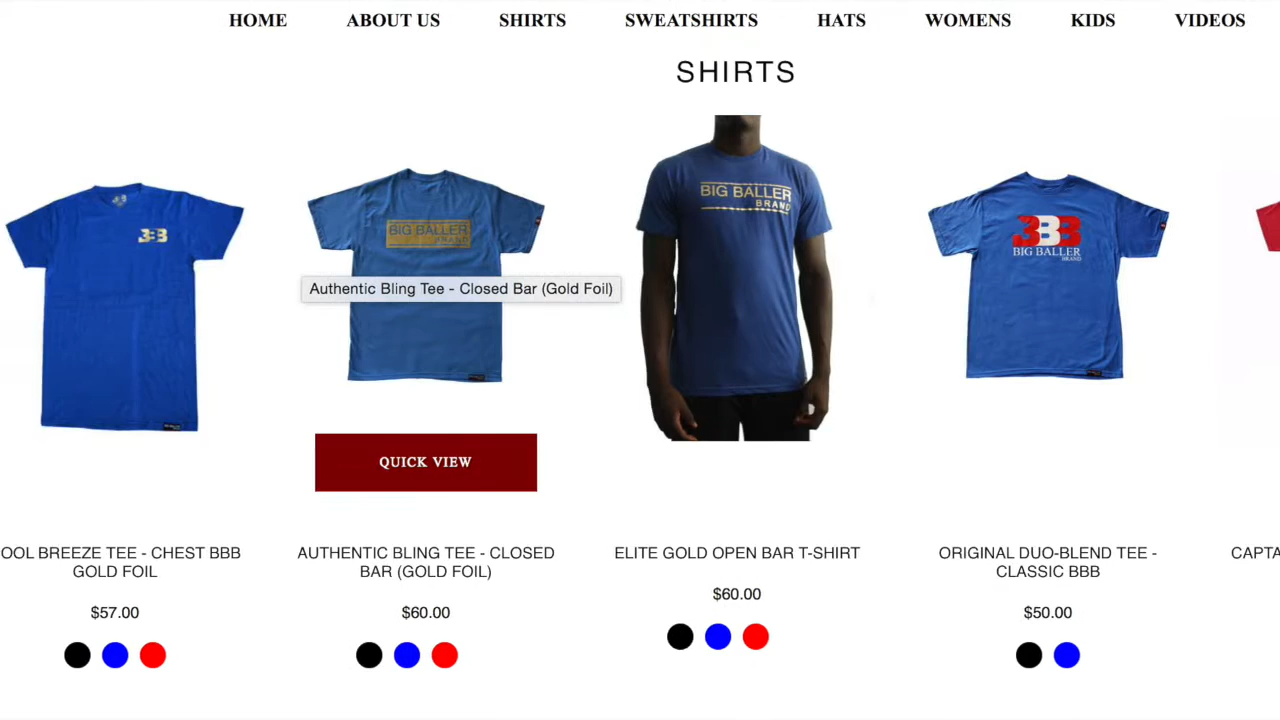 HOME ABOUT US SHIRTS SWEATSHIRTS HATS WOMENS KIDS VIDEOS
SHIRTS
BBB
BIG BALLER
BRAND
BIG BALLER
BRAND
BBB
BIG BALLER
BRAND
Authentic Bling Tee - Closed Bar (Gold Foil)
QUICK VIEW
OOL BREEZE TEE - CHEST BBB
GOLD FOIL
$57.00
AUTHENTIC BLING TEE - CLOSED
BAR (GOLD FOIL)
$60.00
ELITE GOLD OPEN BAR T-SHIRT
$60.00
ORIGINAL DUO-BLEND TEE -
CLASSIC BBB
$50.00
CAPTA